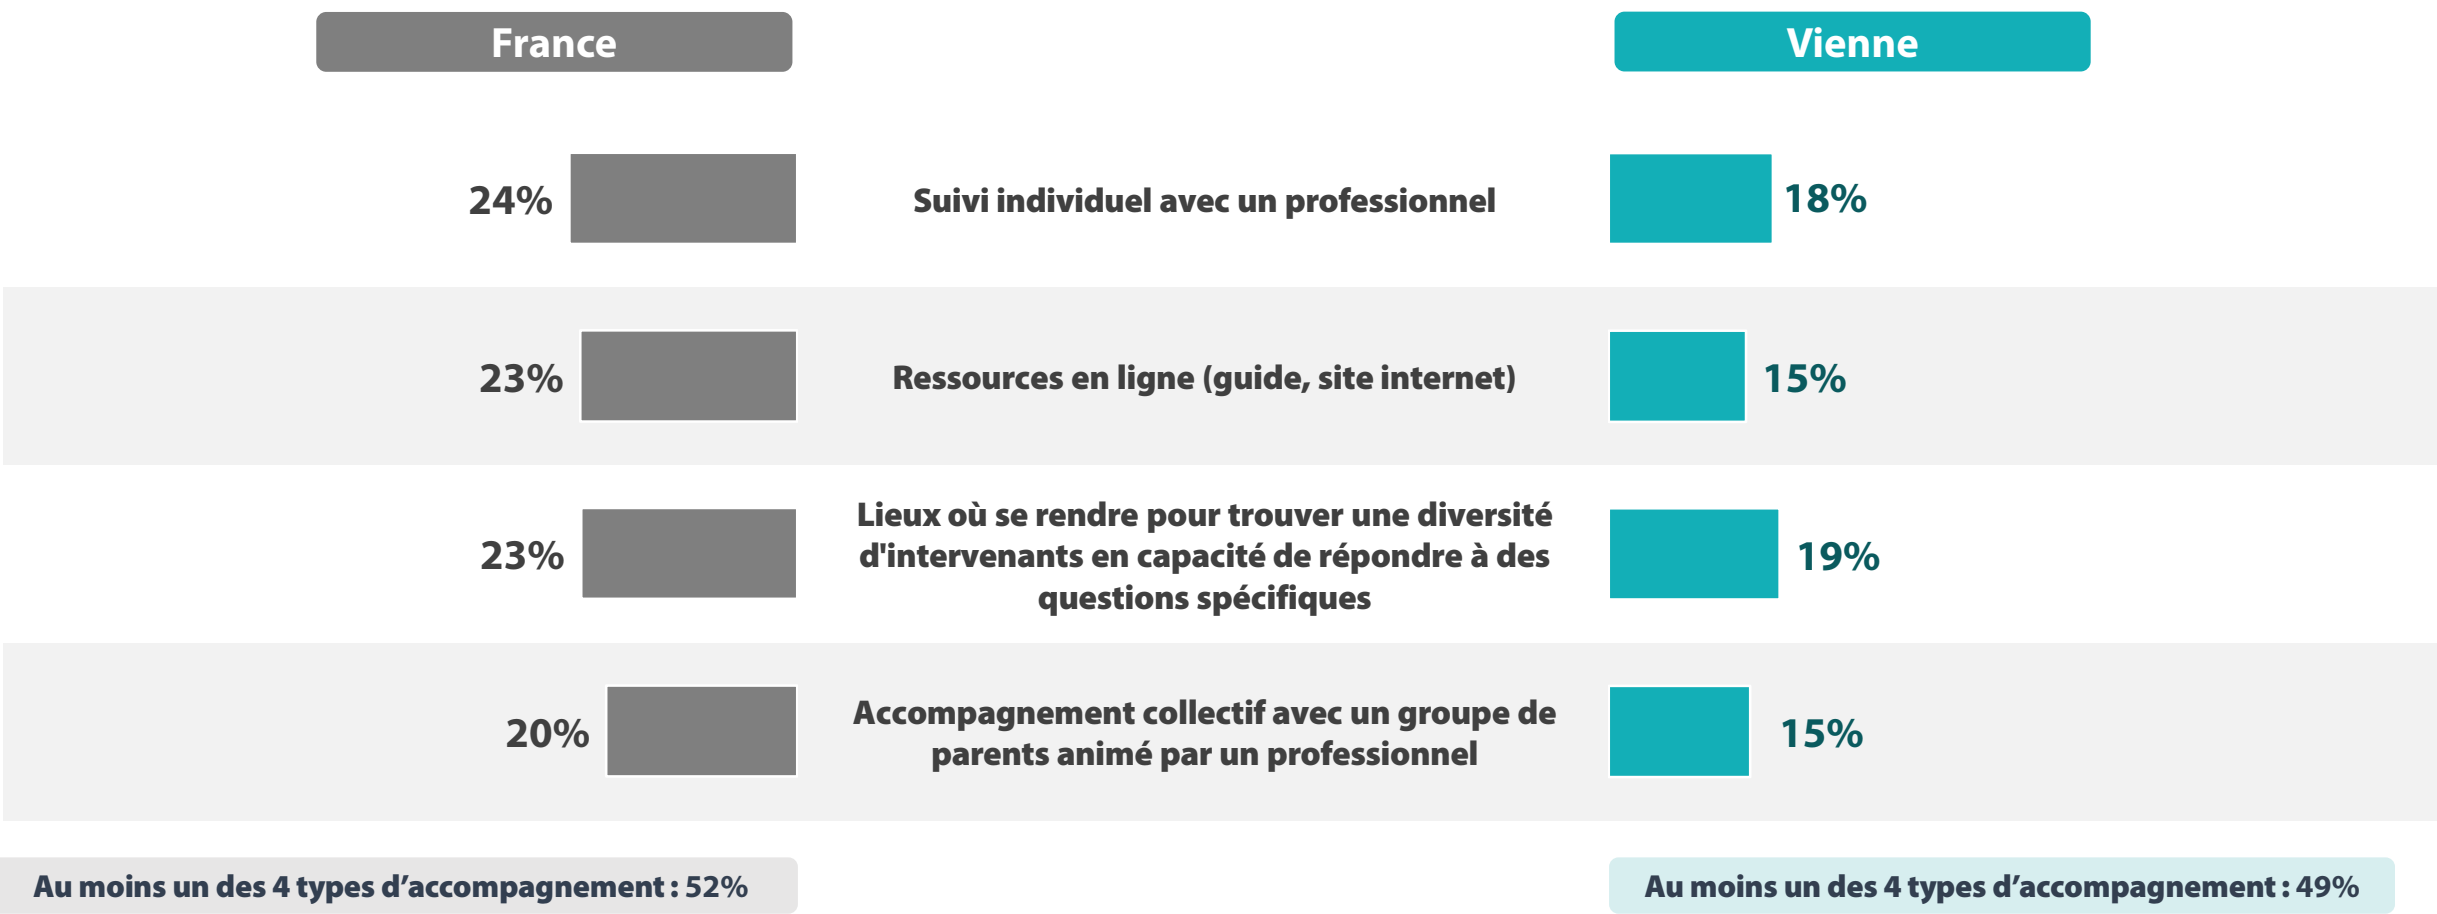 France
Vienne
24%
Suivi individuel avec un professionnel
18%
23%
Ressources en ligne (guide, site internet)
15%
23%
Lieux où se rendre pour trouver une diversité
d'intervenants en capacité de répondre à des
questions spécifiques
19%
20%
Accompagnement collectif avec un groupe de
parents animé par un professionnel
15%
Au moins un des 4 types d’accompagnement : 52%
Au moins un des 4 types d’accompagnement : 49%